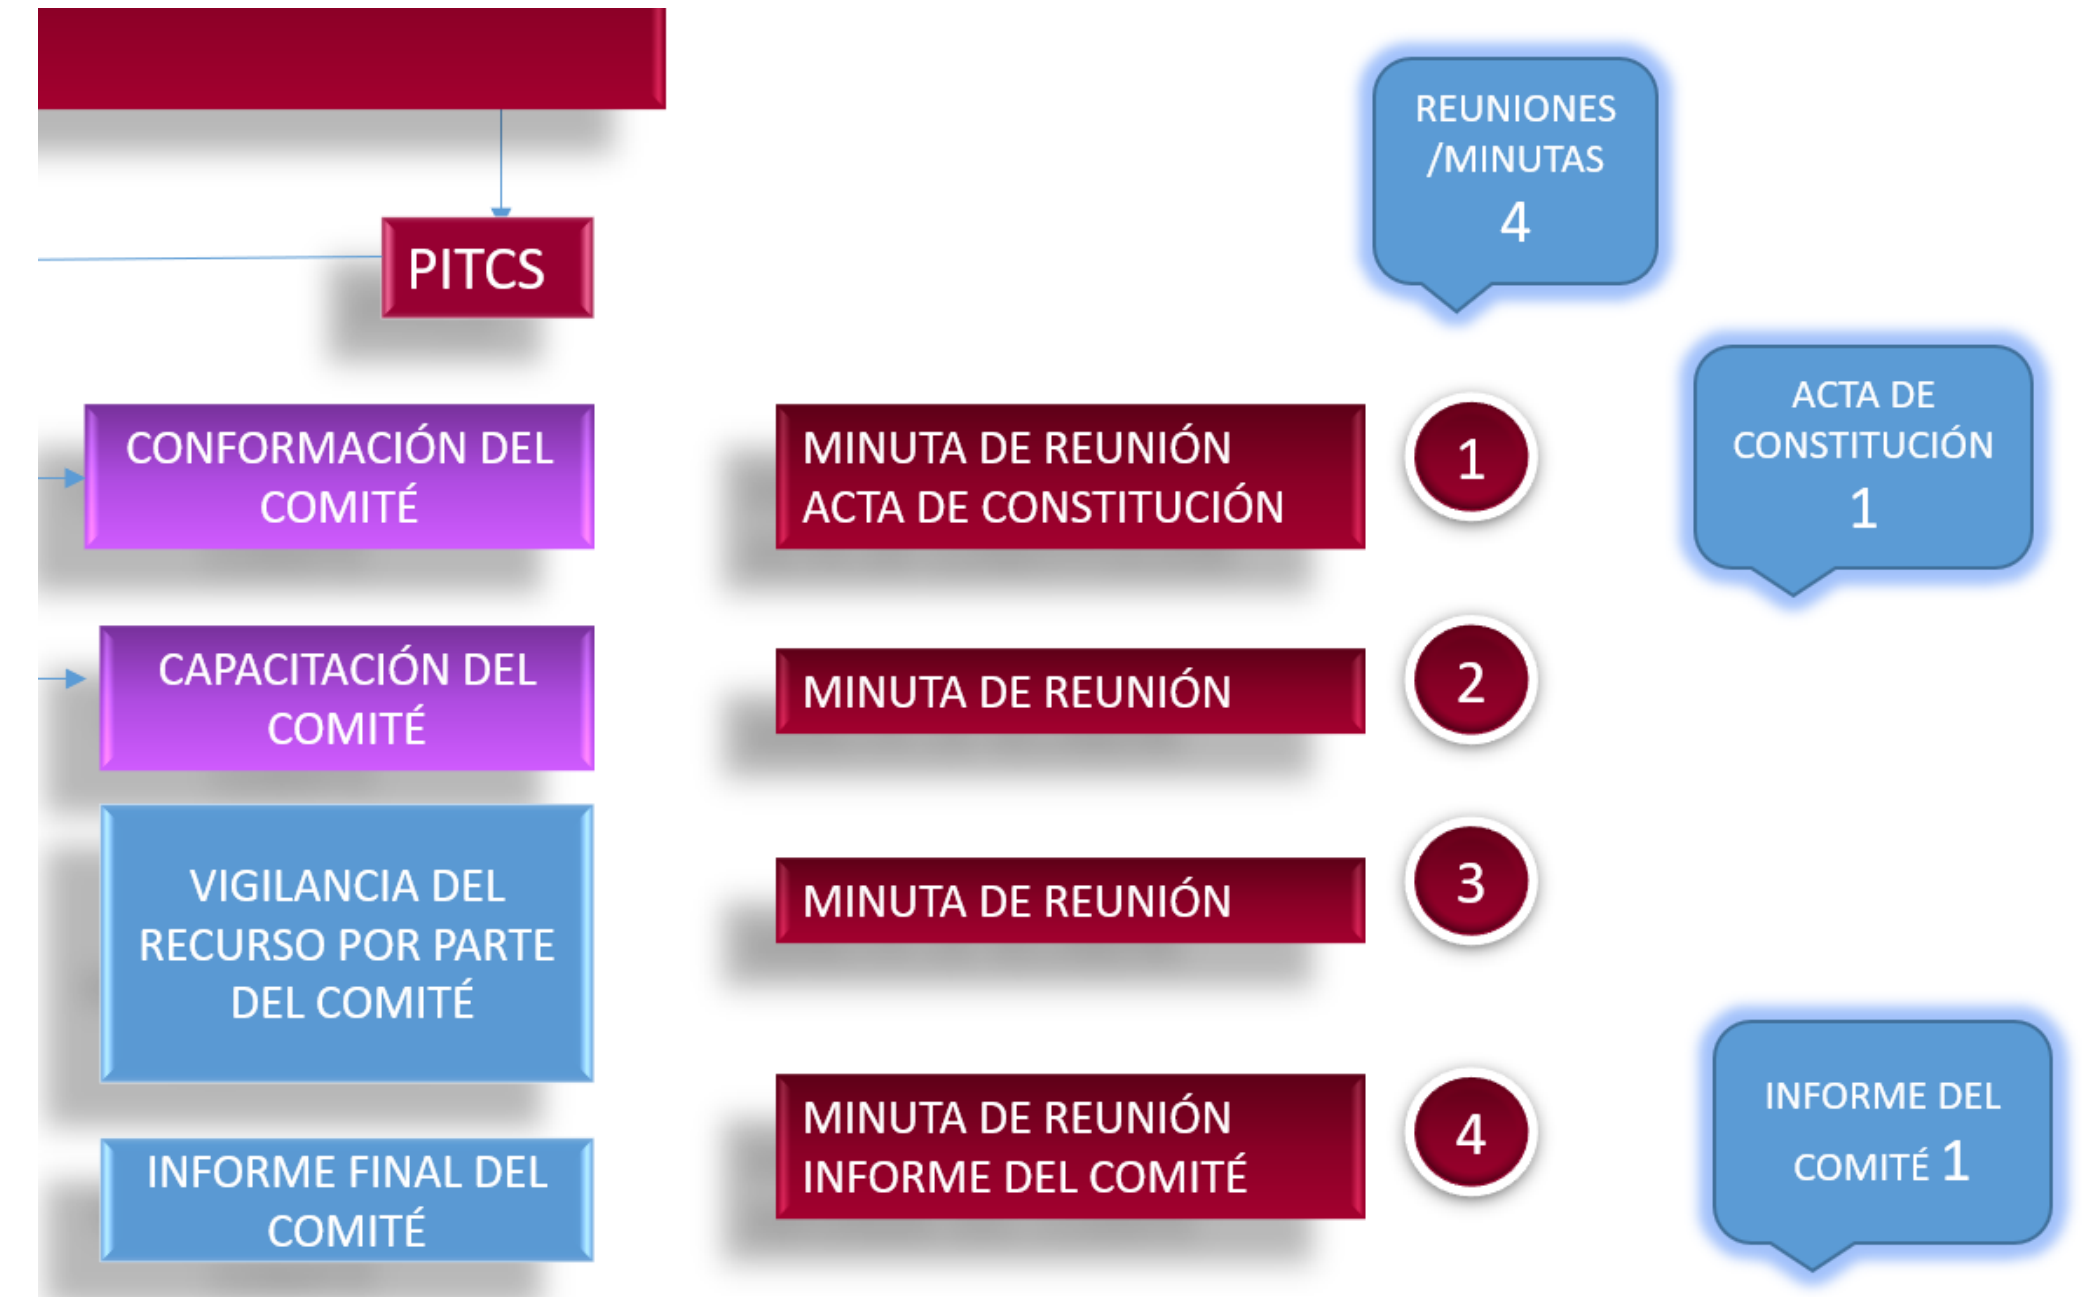 REUNIONES
/MINUTAS
4
PITCS
ACTA DE
CONSTITUCIÓN
1
CONFORMACIÓN DEL
COMITÉ
MINUTA DE REUNIÓN
ACTA DE CONSTITUCIÓN
1
CAPACITACIÓN DEL
COMITÉ
MINUTA DE REUNIÓN
2
VIGILANCIA DEL
RECURSO POR PARTE
DEL COMITÉ
MINUTA DE REUNIÓN
3
INFORME FINAL DEL
COMITÉ
MINUTA DE REUNIÓN
INFORME DEL COMITÉ
4
INFORME DEL
COMITÉ 1